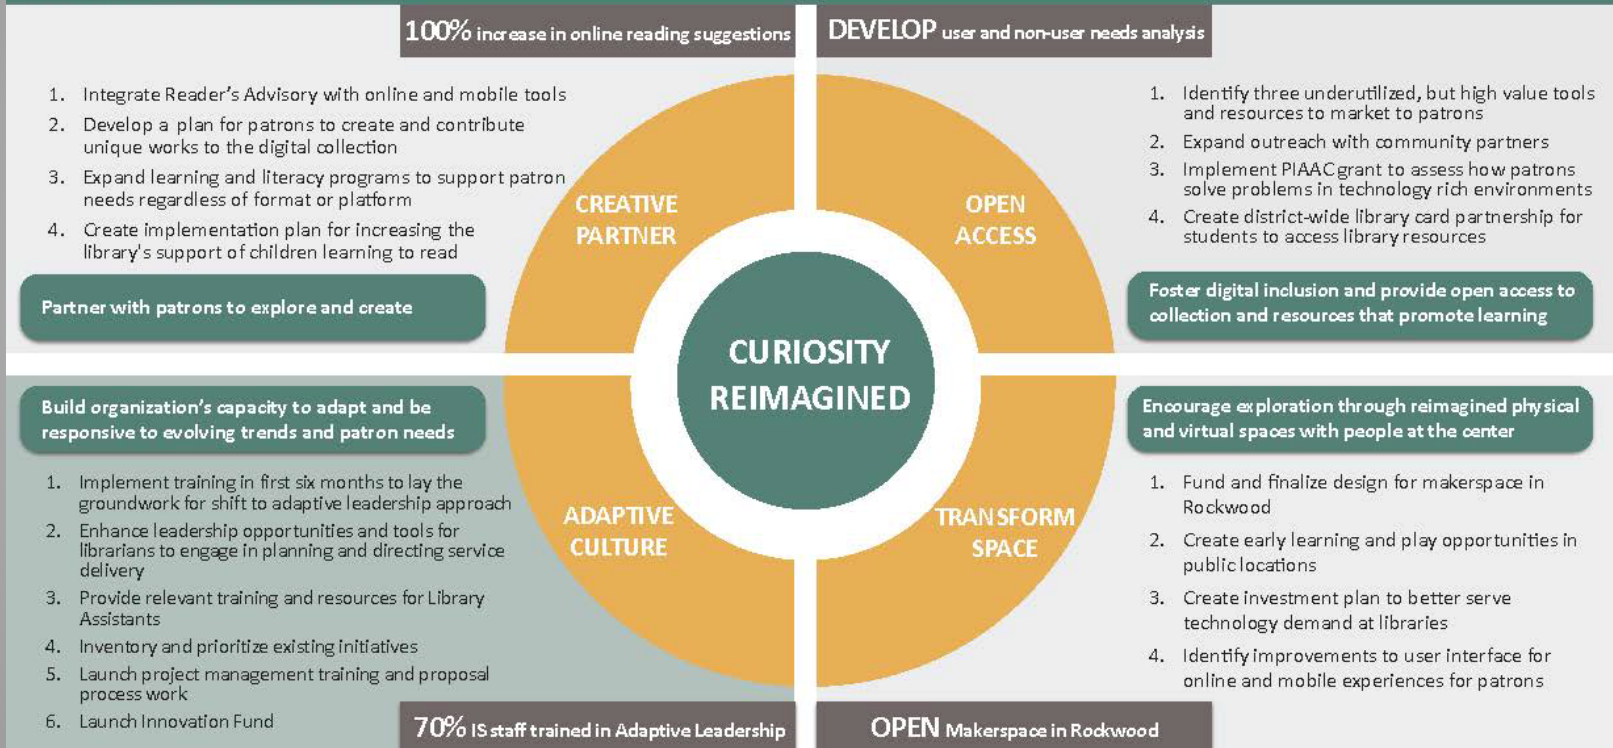 100% increase in online reading suggestions
1. Integrate Reader's Advisory with online and mobile tools
2. Develop a plan for patrons to create and contribute
unique works to the digital collection
3. Expand learning and literacy programs to support patron
needs regardless of format or platform
4. Create implementation plan for increasing the
library's support of children learning to read
Partner with patrons to explore and create
CREATIVE
PARTNER
DEVELOP user and non-user needs analysis
1. Identify three underutilized, but high value tools
and resources to market to patrons
2. Expand outreach with community partners
3. Implement PIAAC grant to assess how patrons
solve problems in technology rich environments
4. Create district-wide library card partnership for
students to access library resources
Foster digital inclusion and provide open access to
collection and resources that promote learning
OPEN
ACCESS
CURIOSITY
REIMAGINED
Build organization's capacity to adapt and be
responsive to evolving trends and patron needs
1. Implement training in first six months to lay the
groundwork for shift to adaptive leadership approach
2. Enhance leadership opportunities and tools for
librarians to engage in planning and directing service
delivery
3. Provide relevant training and resources for Library
Assistants
4. Inventory and prioritize existing initiatives
5. Launch project management training and proposal
process work
6. Launch Innovation Fund
ADAPTIVE
CULTURE
70% IS staff trained in Adaptive Leadership
Encourage exploration through reimagined physical
and virtual spaces with people at the center
1. Fund and finalize design for makerspace in
Rockwood
2. Create early learning and play opportunities in
public locations
3. Create investment plan to better serve
technology demand at libraries
4. Identify improvements to user interface for
online and mobile experiences for patrons
TRANSFORM
SPACE
OPEN Makerspace in Rockwood